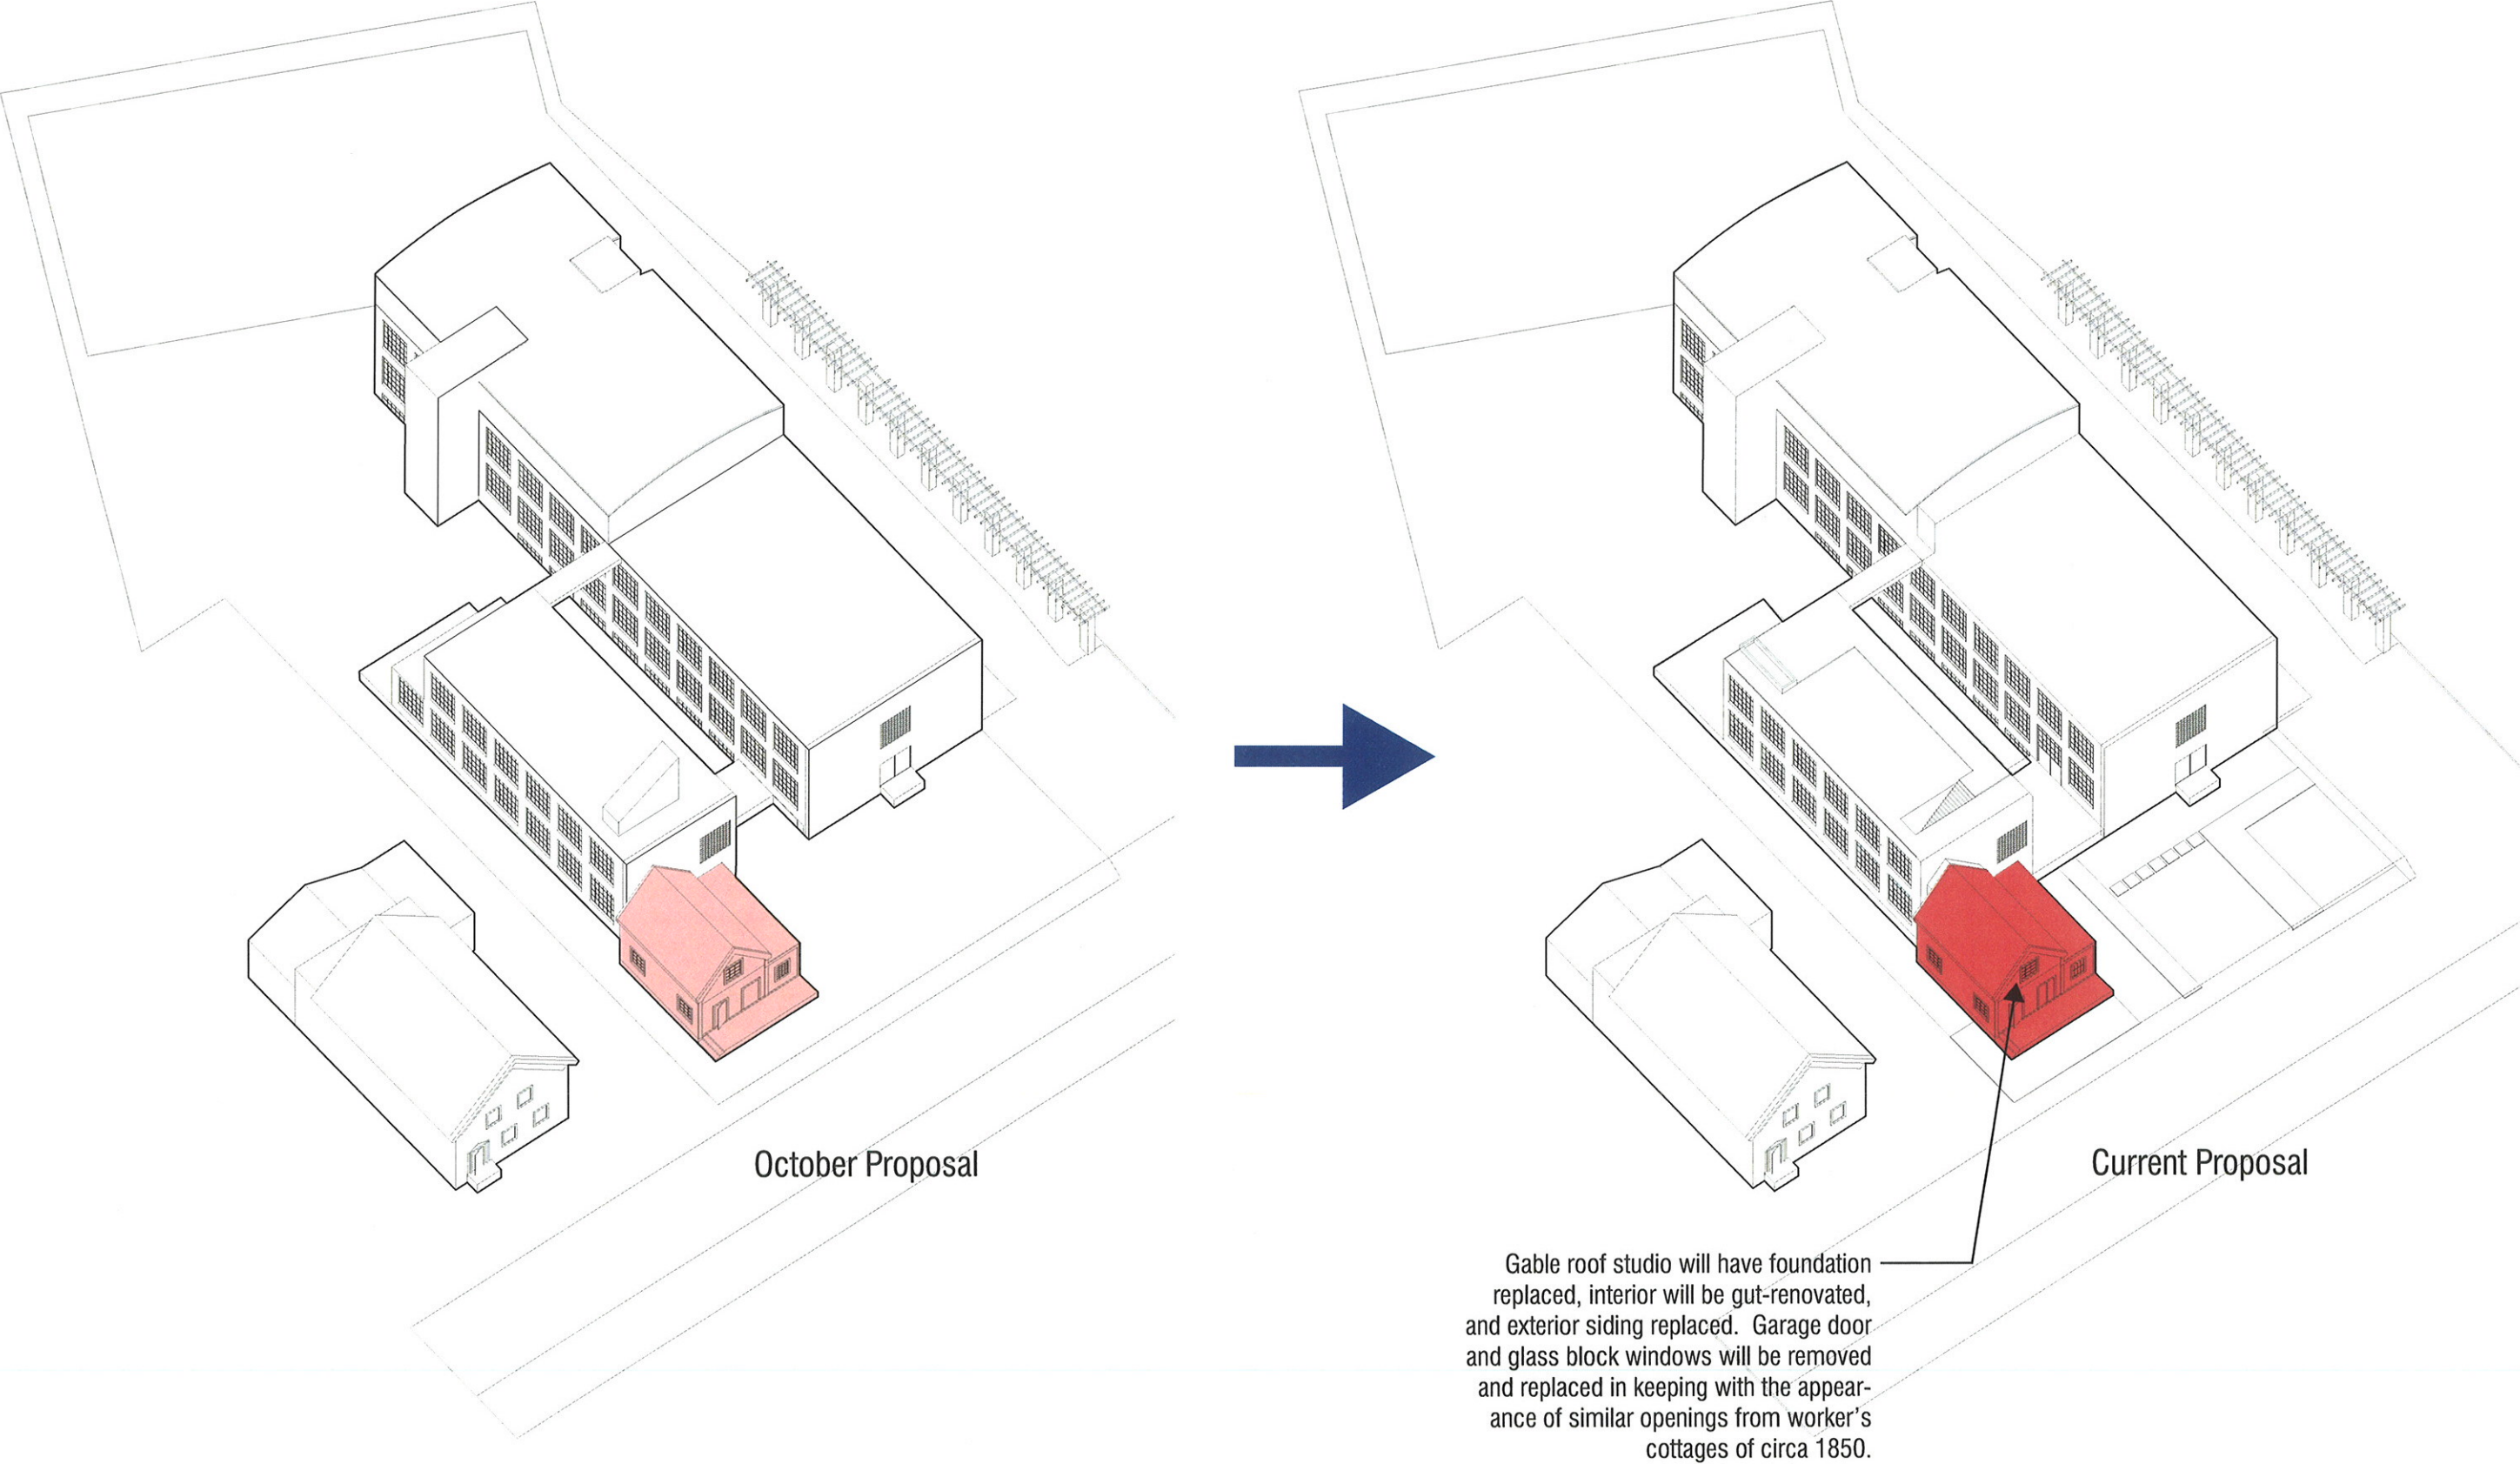 October Proposal
Current Proposal
Gable roof studio will have foundation
replaced, interior will be gut-renovated,
and exterior siding replaced.  Garage door
and glass block windows will be removed
and replaced in keeping with the appear-
ance of similar openings from worker's
cottages of circa 1850.